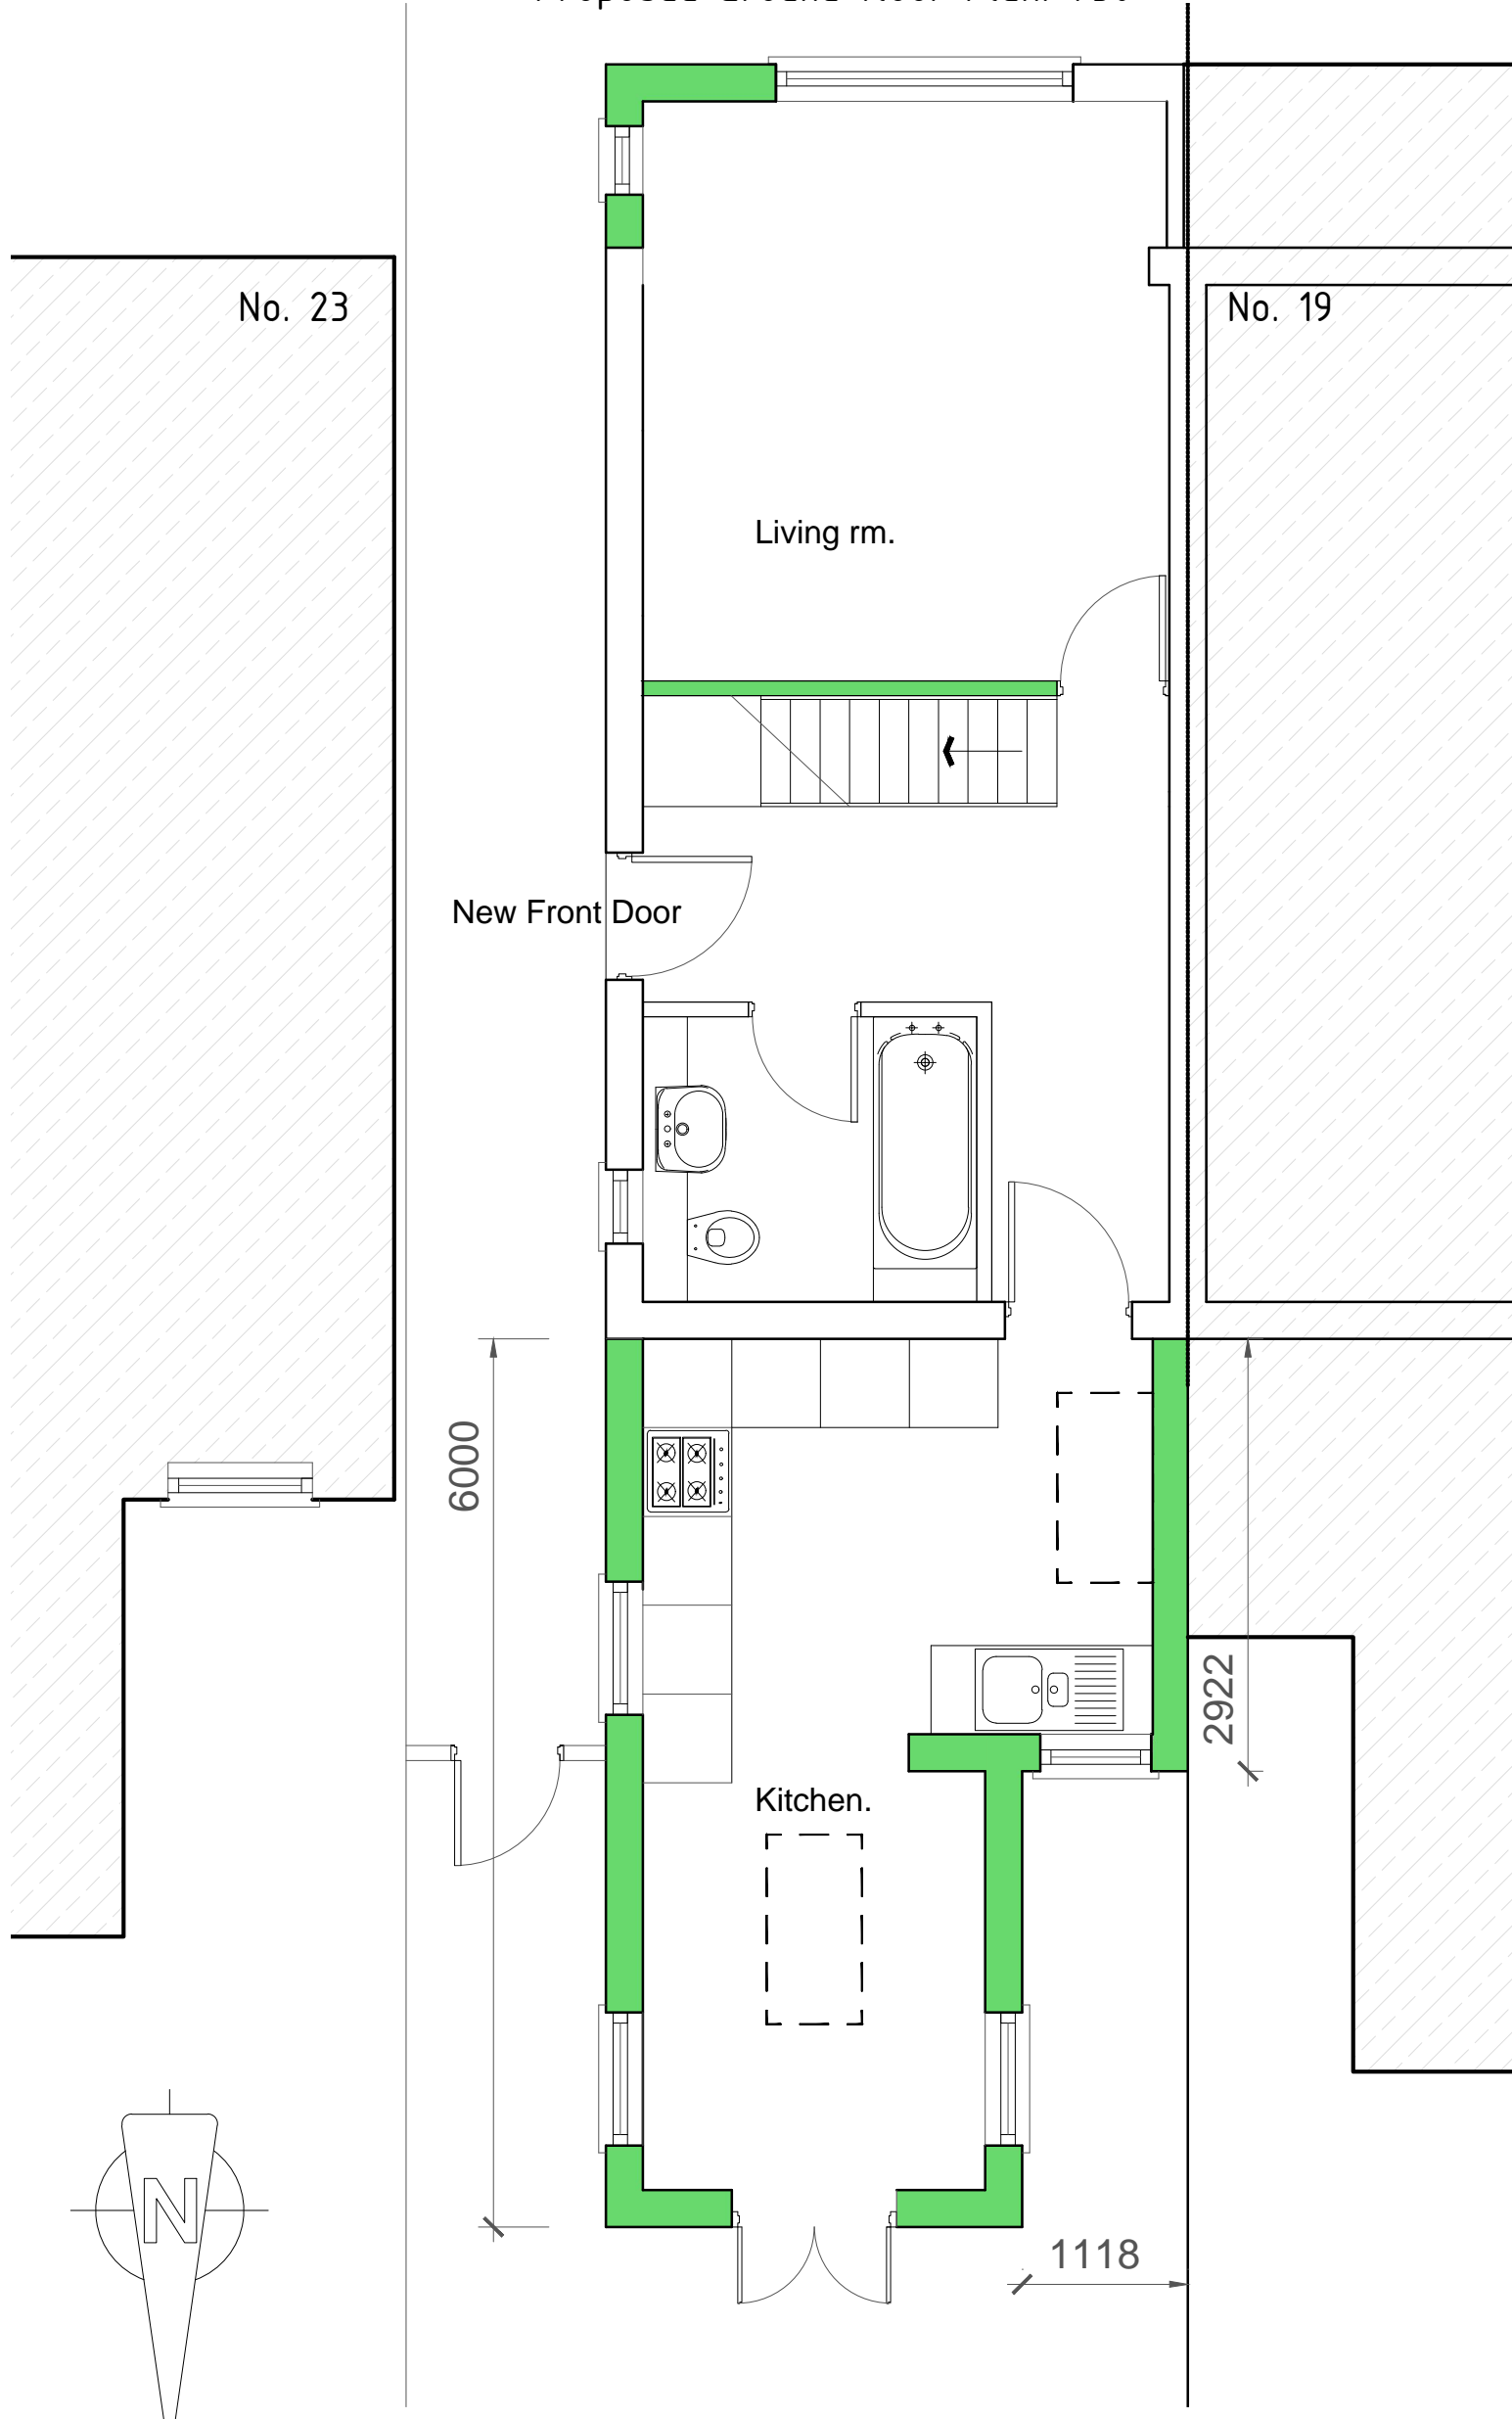 No. 23
No. 19
Living rm.
New Front Door
6000
2922
Kitchen.
N
1118